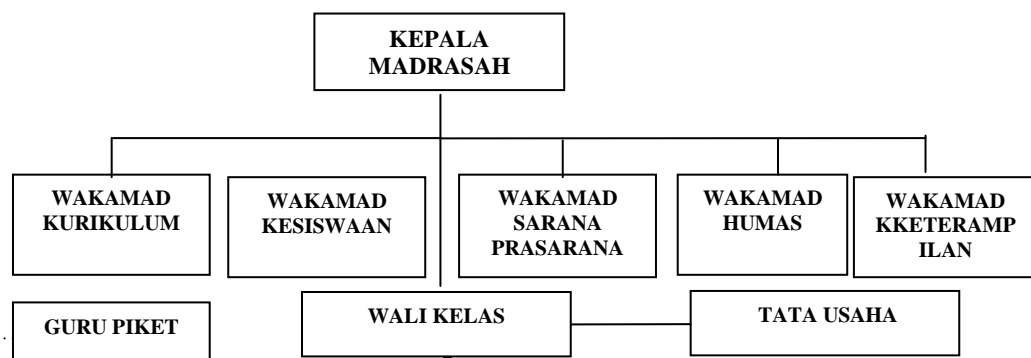 KEPALA
MADRASAH
WAKAMAD
KURIKULUM
WAKAMAD
KESISWAAN
WAKAMAD
SARANA
PRASARANA
WAKAMAD
HUMAS
WAKAMAD
KKETERAMP
ILAN
GURU PIKET
WALI KELAS
TATA USAHA